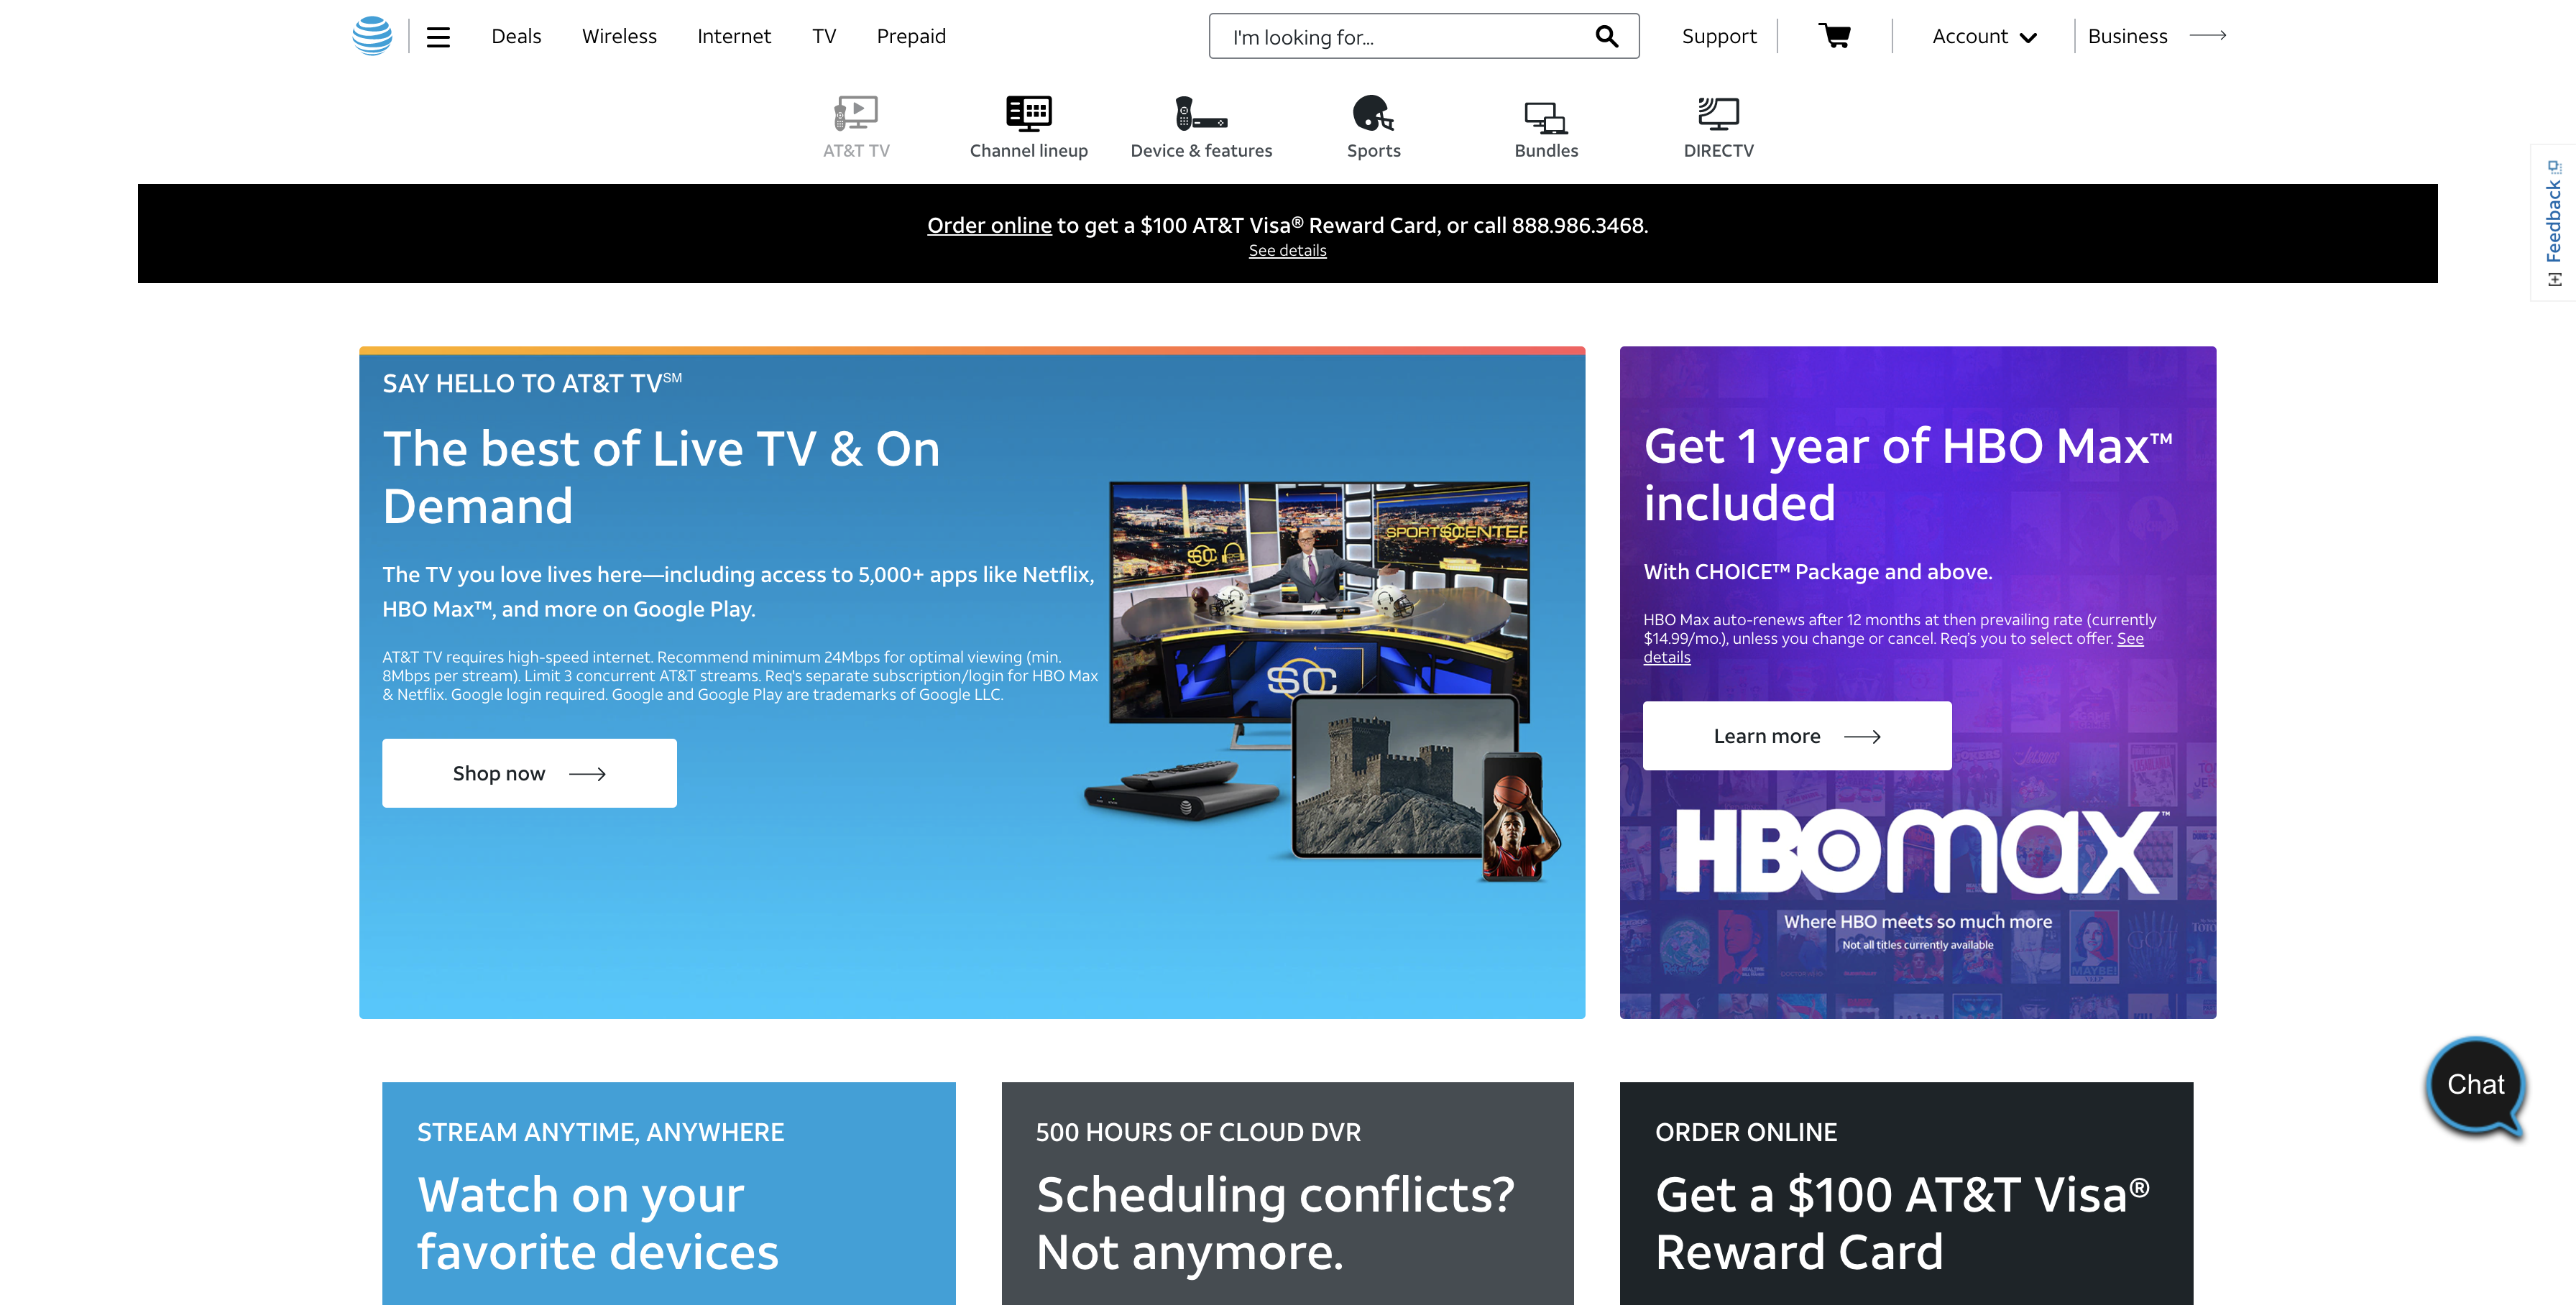 Deals Wireless Internet TV Prepaid I'm looking for... Support Account Business
AT&T TV Channel lineup Device & features Sports Bundles DIRECTV
Feedback
Order online to get a $100 AT&T Visa® Reward Card, or call 888.986.3468.
See details
SAY HELLO TO AT&T TV℠
The best of Live TV & On
Demand
The TV you love lives here—including access to 5,000+ apps like Netflix,
HBO Max™, and more on Google Play.
AT&T TV requires high-speed internet. Recommend minimum 24Mbps for optimal viewing (min.
8Mbps per stream). Limit 3 concurrent AT&T streams. Req's separate subscription/login for HBO Max
& Netflix. Google login required. Google and Google Play are trademarks of Google LLC.
Shop now
SC
SPORTSCENTER
SC
Get 1 year of HBO Max™
included
With CHOICE™ Package and above.
HBO Max auto-renews after 12 months at then prevailing rate (currently
$14.99/mo.), unless you change or cancel. Req's you to select offer. See
details
Learn more
HBOMAX™
Where HBO meets so much more
Not all titles currently available
Chat
STREAM ANYTIME, ANYWHERE
Watch on your
favorite devices
500 HOURS OF CLOUD DVR
Scheduling conflicts?
Not anymore.
ORDER ONLINE
Get a $100 AT&T Visa®
Reward Card